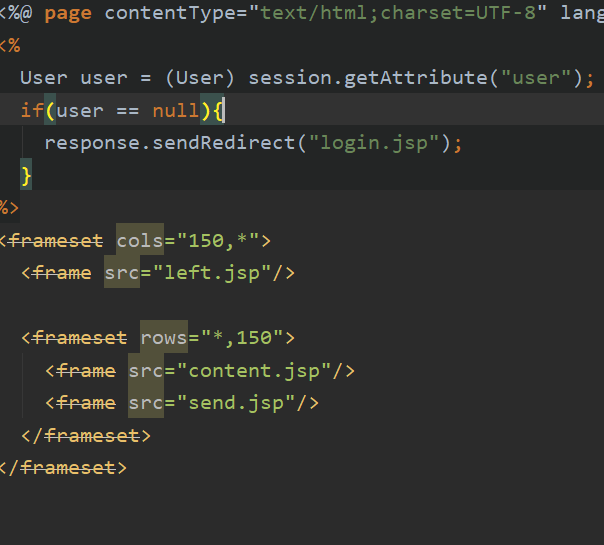 <%@ page contentType="text/html;charset=UTF-8" lang
<%
User user = (User) session.getAttribute("user");
if(user == null){
response.sendRedirect("login.jsp");
}
%>
<frameset cols="150,*">
<frame src="left.jsp"/>
<frameset rows="*,150">
<frame src="content.jsp"/>
<frame src="send.jsp"/>
</frameset>
</frameset>